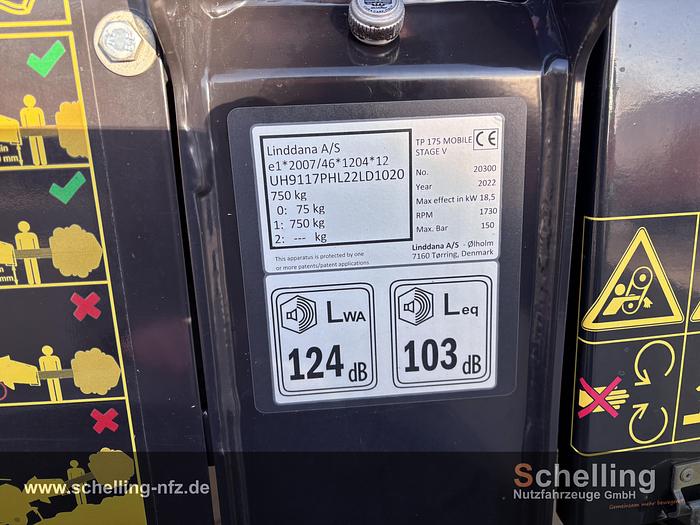 Linddana A/S
e1*2007/46*1204*12
UH9117PHL22LD1020
750 kg
0: 75 kg
1: 750 kg
2: --- kg
This apparatus is protected by one
or more patents/patent applications
TP 175 MOBILE CE
STAGE V
No. 20300
Year 2022
Max effect in kW 18,5
RPM 1730
Max. Bar 150
Linddana A/S - Ølholm
7160 Tørring, Denmark
LWA
124 dB
Leq
103 dB
www.schelling-nfz.de
Schelling
Nutzfahrzeuge GmbH
Gemeinsam mehr bewegen